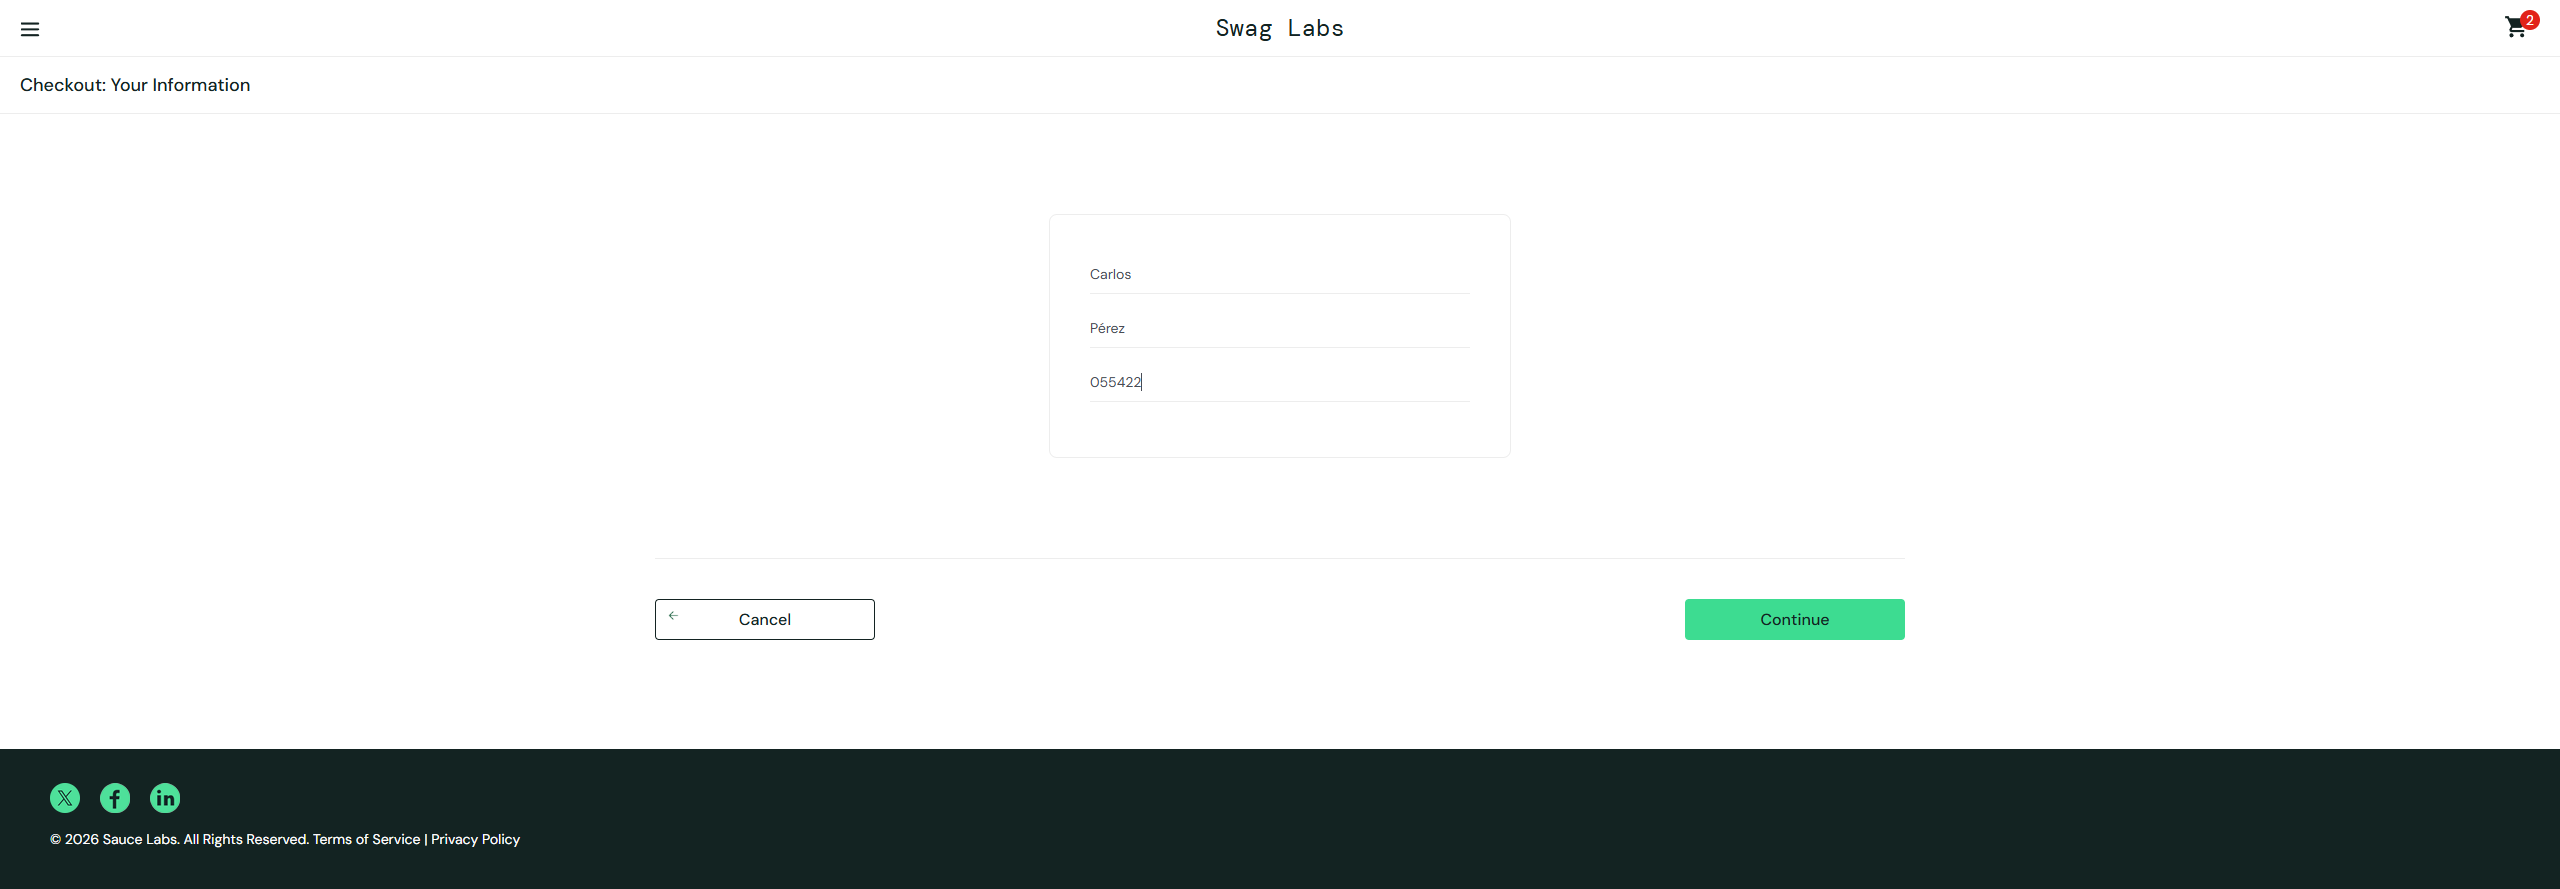 Swag Labs
2
Checkout: Your Information
Carlos
Pérez
055422
Cancel
Continue
© 2026 Sauce Labs. All Rights Reserved. Terms of Service | Privacy Policy